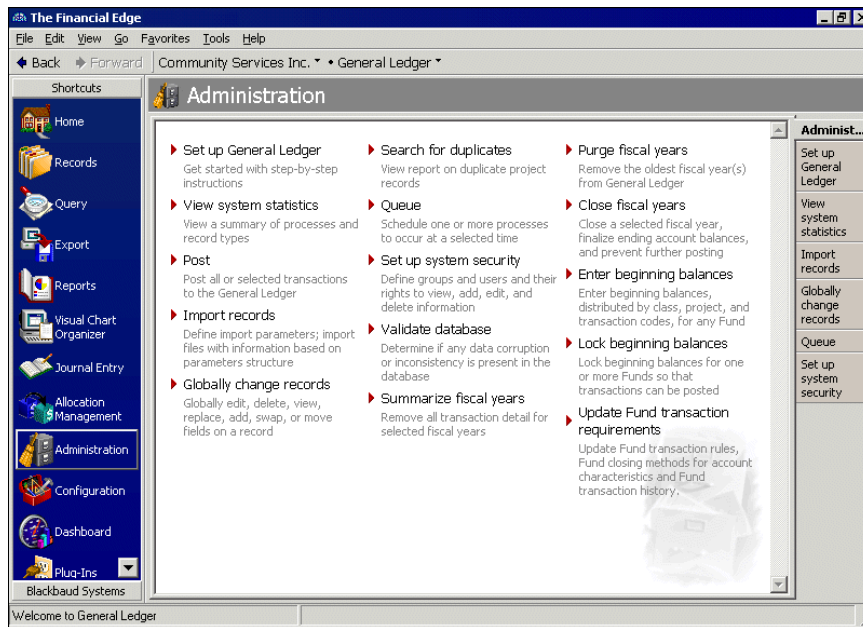 The Financial Edge
File Edit View Go Favorites Tools Help
Back Forward Community Services Inc. • General Ledger
Shortcuts
Home
Records
Query
Export
Reports
Visual Chart
Organizer
Journal Entry
Allocation
Management
Administration
Configuration
Dashboard
Plug-Ins
Blackbaud Systems
Administration
Set up General Ledger
Get started with step-by-step
instructions
View system statistics
View a summary of processes and
record types
Post
Post all or selected transactions
to the General Ledger
Import records
Define import parameters; import
files with information based on
parameters structure
Globally change records
Globally edit, delete, view,
replace, add, swap, or move
fields on a record
Search for duplicates
View report on duplicate project
records
Queue
Schedule one or more processes
to occur at a selected time
Set up system security
Define groups and users and their
rights to view, add, edit, and
delete information
Validate database
Determine if any data corruption
or inconsistency is present in the
database
Summarize fiscal years
Remove all transaction detail for
selected fiscal years
Purge fiscal years
Remove the oldest fiscal year(s)
from General Ledger
Close fiscal years
Close a selected fiscal year,
finalize ending account balances,
and prevent further posting
Enter beginning balances
Enter beginning balances,
distributed by class, project, and
transaction codes, for any Fund
Lock beginning balances
Lock beginning balances for one
or more Funds so that
transactions can be posted
Update Fund transaction
requirements
Update Fund transaction rules,
Fund closing methods for account
characteristics and Fund
transaction history.
Administ...
Set up
General
Ledger
View
system
statistics
Import
records
Globally
change
records
Queue
Set up
system
security
Welcome to General Ledger